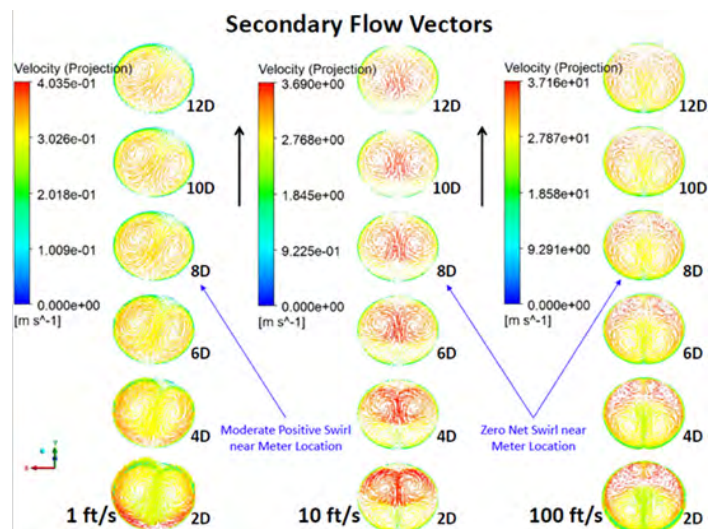 Secondary Flow Vectors
Velocity (Projection)
4.035e-01
3.026e-01
2.018e-01
1.009e-01
0.000e+00
[m s^-1]
12D
10D
8D
6D
4D
2D
1 ft/s
Moderate Positive Swirl
near Meter Location
Velocity (Projection)
3.690e+00
2.768e+00
1.845e+00
9.225e-01
0.000e+00
[m s^-1]
12D
10D
8D
6D
4D
2D
10 ft/s
Zero Net Swirl near
Meter Location
Velocity (Projection)
3.716e+01
2.787e+01
1.858e+01
9.291e+00
0.000e+00
[m s^-1]
12D
10D
8D
6D
4D
2D
100 ft/s